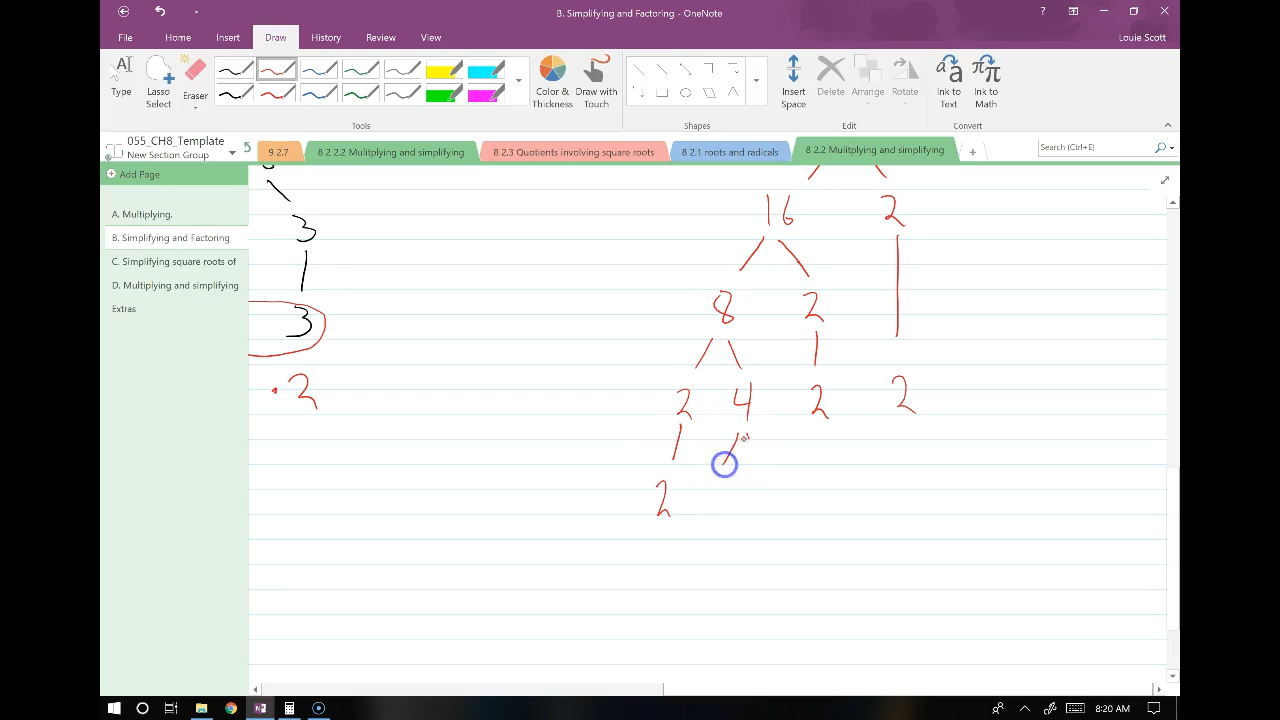 B. Simplifying and Factoring - OneNote
?
File Home Insert Draw History Review View Louie Scott
Type Lasso Select Eraser Color & Thickness Draw with Touch Insert Space Delete Arrange Rotate Ink to Text Ink to Math
Tools Shapes Edit Convert
055_CH8_Template
New Section Group
9.2.7 8 2.2.2 Mulitplying and simplifying 8 2.3 Quotients involving square roots 8 2.1 roots and radicals 8 2.2 Mulitplying and simplifying + Search (Ctrl+E)
Add Page
A. Multiplying.
B. Simplifying and Factoring
C. Simplifying square roots of
D. Multiplying and simplifying
Extras
16 2
3
8 2
3
2 4 2 2
· 2
2
8:20 AM